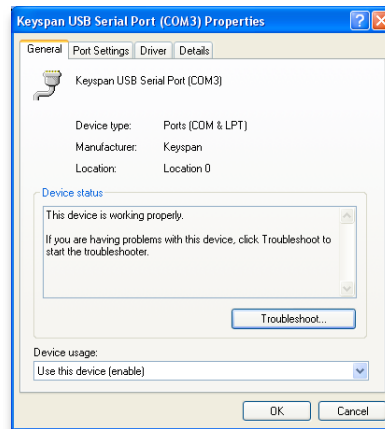 Keyspan USB Serial Port (COM3) Properties
General Port Settings Driver Details
Keyspan USB Serial Port (COM3)
Device type: Ports (COM & LPT)
Manufacturer: Keyspan
Location: Location 0
Device status
This device is working properly.
If you are having problems with this device, click Troubleshoot to
start the troubleshooter.
Troubleshoot...
Device usage:
Use this device (enable)
OK Cancel